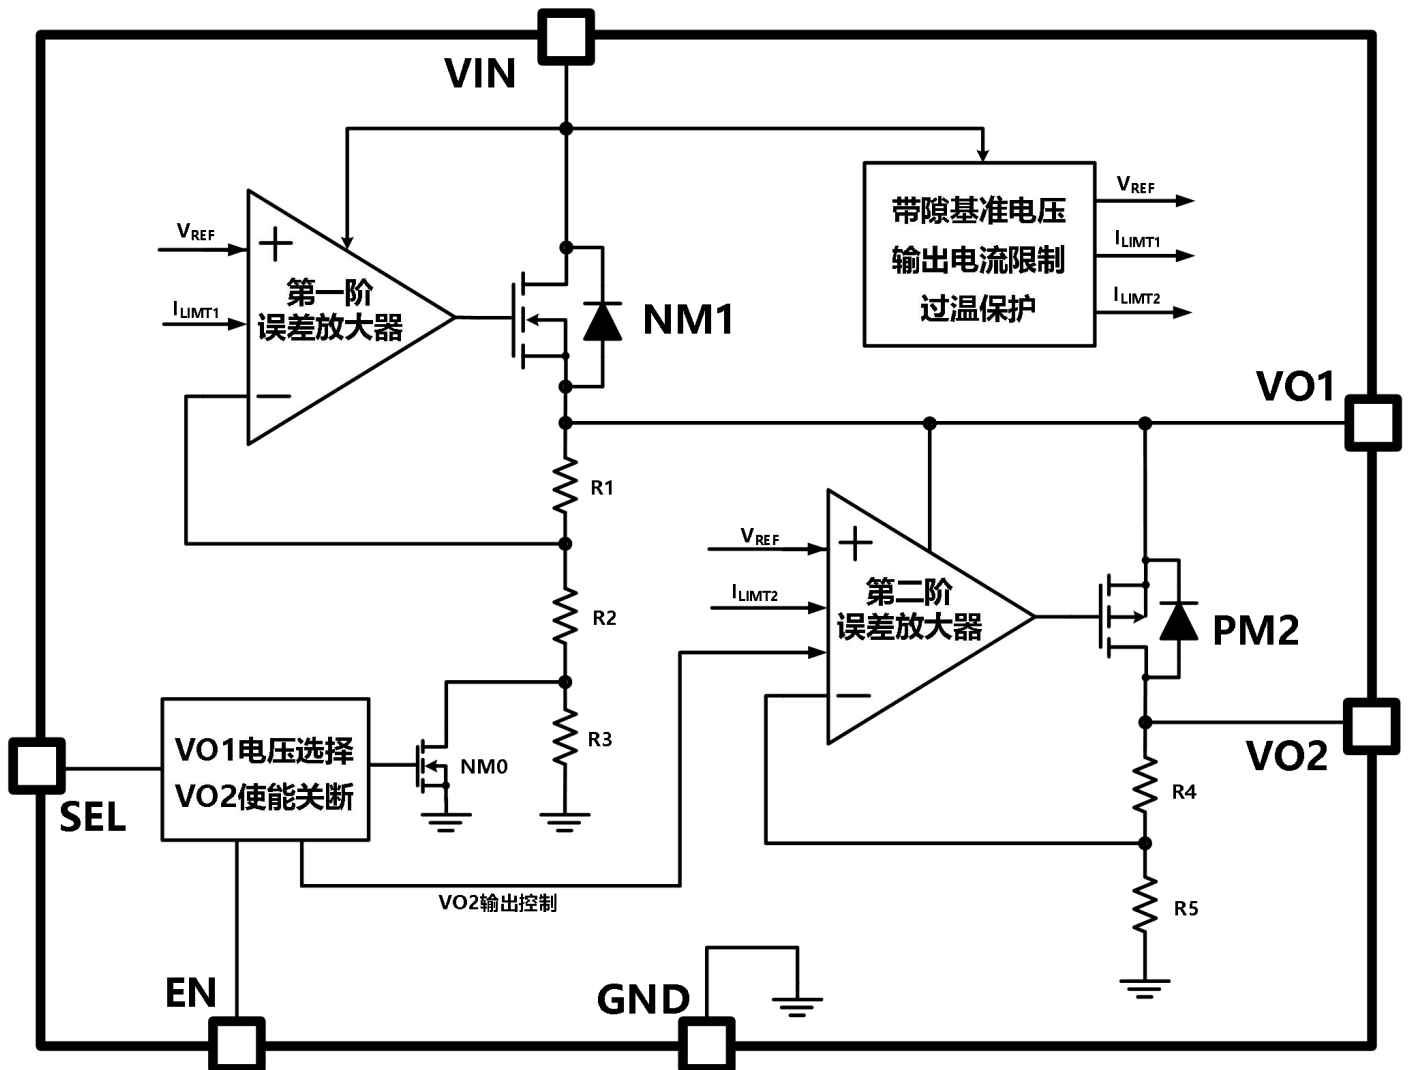 VIN
VREF
ILIMT1
+
第一阶
误差放大器
−
NM1
带隙基准电压
输出电流限制
过温保护
VREF
ILIMT1
ILIMT2
VO1
R1
R2
R3
VREF
ILIMT2
+
第二阶
误差放大器
−
PM2
VO2
R4
R5
SEL
VO1电压选择
VO2使能关断
NM0
VO2输出控制
EN
GND